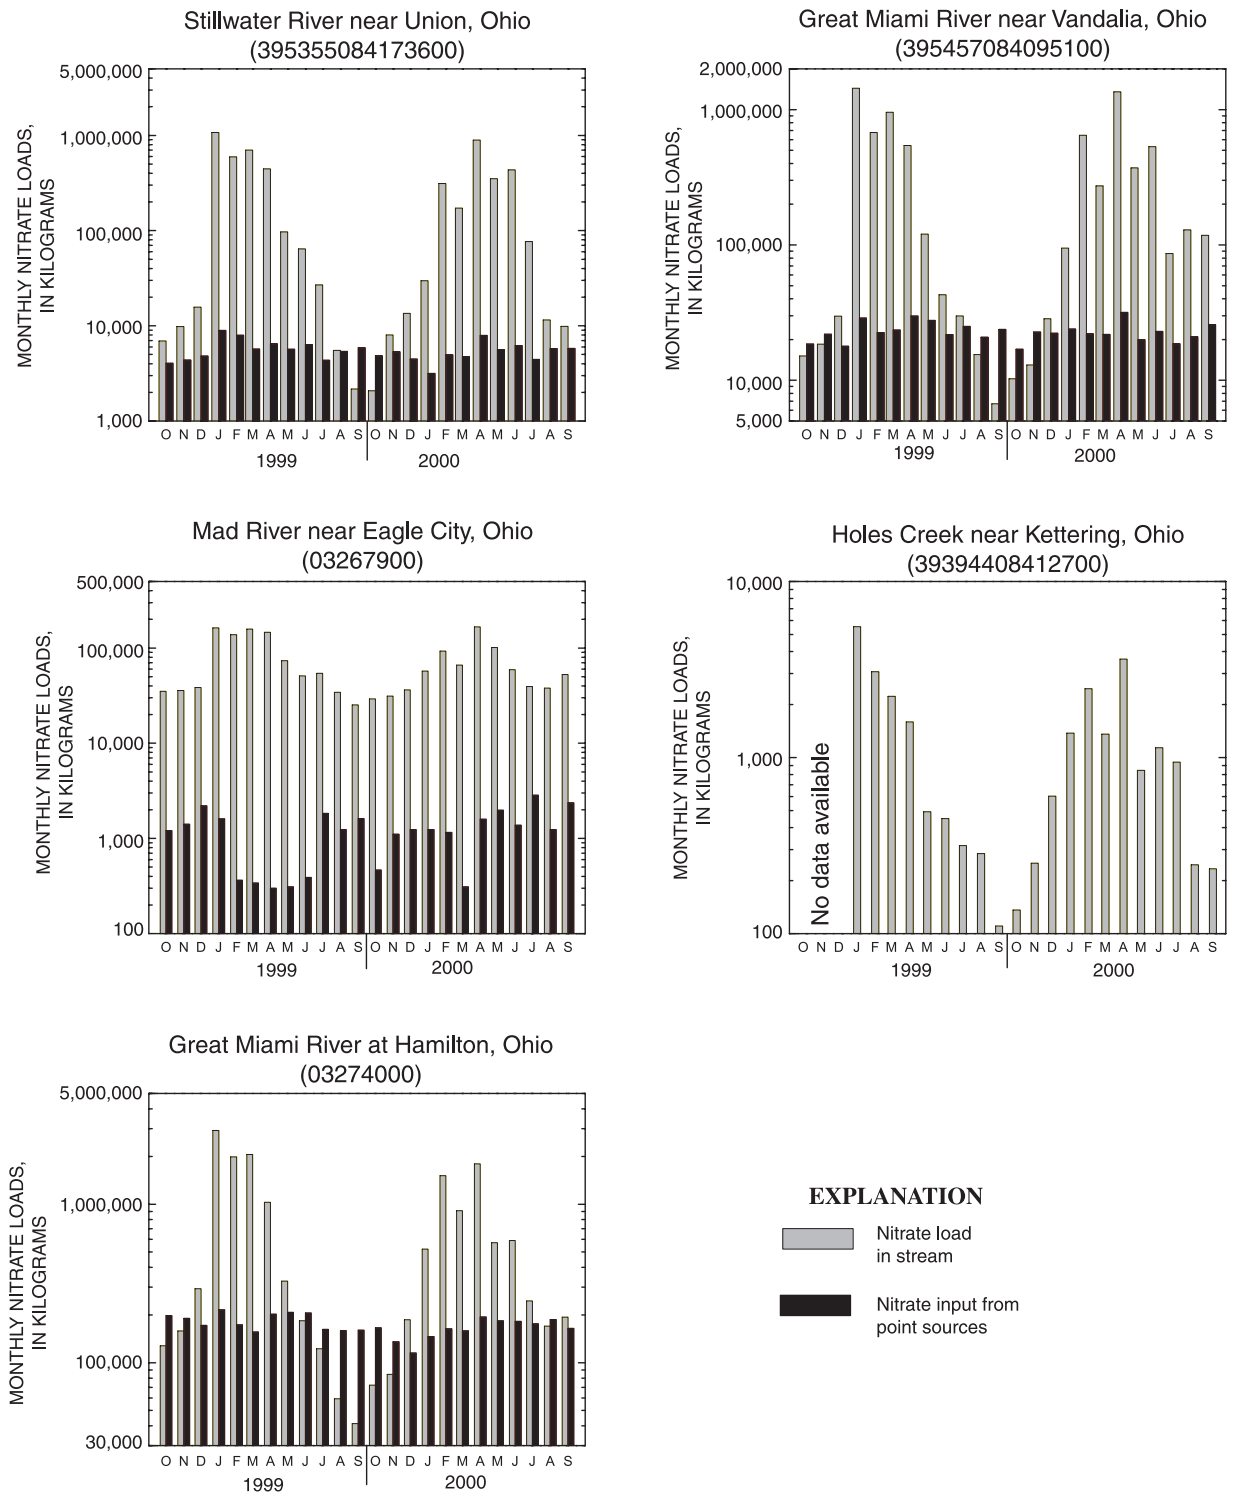 Stillwater River near Union, Ohio
(395355084173600)
MONTHLY NITRATE LOADS,
IN KILOGRAMS
5,000,000
1,000,000
100,000
10,000
1,000
O N D J F M A M J J A S O N D J F M A M J J A S
1999 2000
Great Miami River near Vandalia, Ohio
(395457084095100)
MONTHLY NITRATE LOADS,
IN KILOGRAMS
2,000,000
1,000,000
100,000
10,000
5,000
O N D J F M A M J J A S O N D J F M A M J J A S
1999 2000
Mad River near Eagle City, Ohio
(03267900)
MONTHLY NITRATE LOADS,
IN KILOGRAMS
500,000
100,000
10,000
1,000
100
O N D J F M A M J J A S O N D J F M A M J J A S
1999 2000
Holes Creek near Kettering, Ohio
(39394408412700)
MONTHLY NITRATE LOADS,
IN KILOGRAMS
10,000
1,000
100
No data available
O N D J F M A M J J A S O N D J F M A M J J A S
1999 2000
Great Miami River at Hamilton, Ohio
(03274000)
MONTHLY NITRATE LOADS,
IN KILOGRAMS
5,000,000
1,000,000
100,000
30,000
O N D J F M A M J J A S O N D J F M A M J J A S
1999 2000
EXPLANATION
Nitrate load
in stream
Nitrate input from
point sources